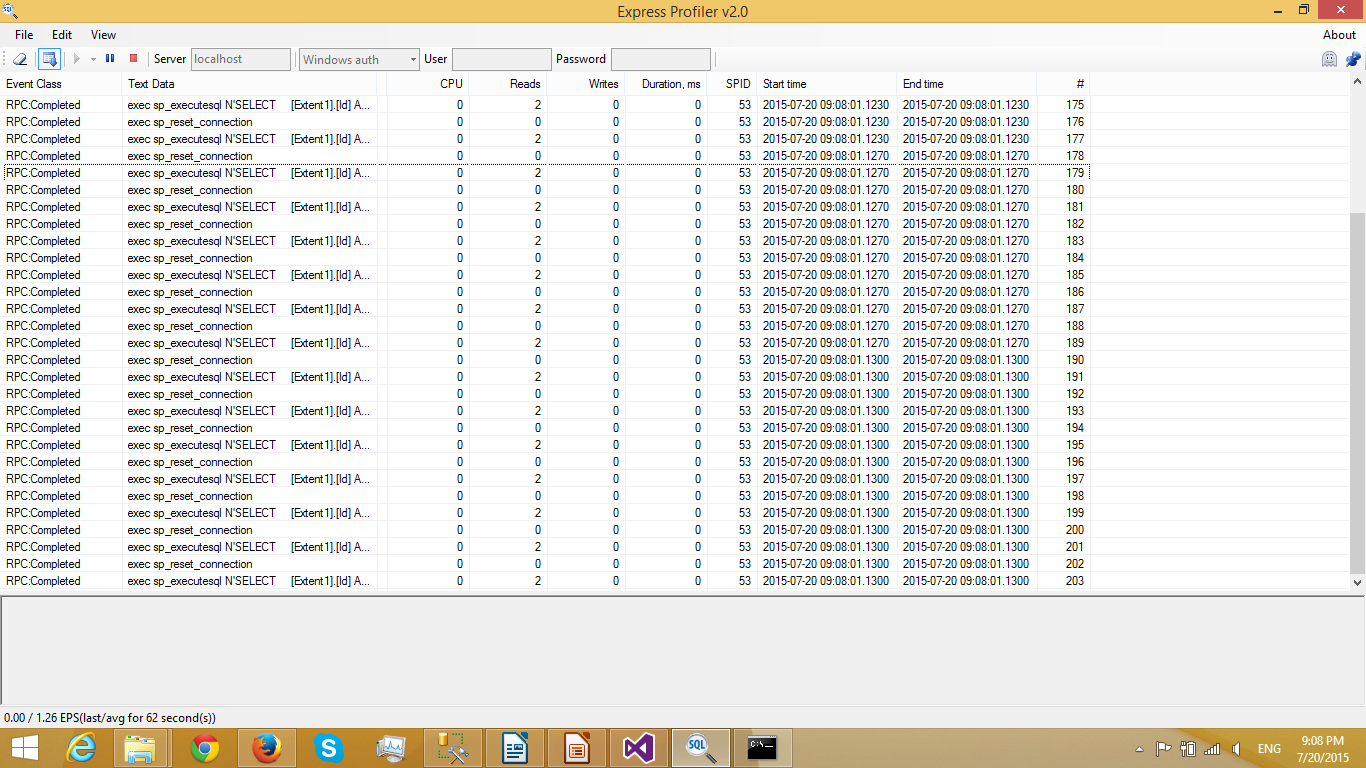 Express Profiler v2.0
File Edit View About
Server localhost Windows auth User Password
Event Class Text Data CPU Reads Writes Duration, ms SPID Start time End time #
RPC:Completed exec sp_executesql N'SELECT [Extent1].[Id] A... 0 2 0 0 53 2015-07-20 09:08:01.1230 2015-07-20 09:08:01.1230 175
RPC:Completed exec sp_reset_connection 0 0 0 0 53 2015-07-20 09:08:01.1230 2015-07-20 09:08:01.1230 176
RPC:Completed exec sp_executesql N'SELECT [Extent1].[Id] A... 0 2 0 0 53 2015-07-20 09:08:01.1230 2015-07-20 09:08:01.1230 177
RPC:Completed exec sp_reset_connection 0 0 0 0 53 2015-07-20 09:08:01.1270 2015-07-20 09:08:01.1270 178
RPC:Completed exec sp_executesql N'SELECT [Extent1].[Id] A... 0 2 0 0 53 2015-07-20 09:08:01.1270 2015-07-20 09:08:01.1270 179
RPC:Completed exec sp_reset_connection 0 0 0 0 53 2015-07-20 09:08:01.1270 2015-07-20 09:08:01.1270 180
RPC:Completed exec sp_executesql N'SELECT [Extent1].[Id] A... 0 2 0 0 53 2015-07-20 09:08:01.1270 2015-07-20 09:08:01.1270 181
RPC:Completed exec sp_reset_connection 0 0 0 0 53 2015-07-20 09:08:01.1270 2015-07-20 09:08:01.1270 182
RPC:Completed exec sp_executesql N'SELECT [Extent1].[Id] A... 0 2 0 0 53 2015-07-20 09:08:01.1270 2015-07-20 09:08:01.1270 183
RPC:Completed exec sp_reset_connection 0 0 0 0 53 2015-07-20 09:08:01.1270 2015-07-20 09:08:01.1270 184
RPC:Completed exec sp_executesql N'SELECT [Extent1].[Id] A... 0 2 0 0 53 2015-07-20 09:08:01.1270 2015-07-20 09:08:01.1270 185
RPC:Completed exec sp_reset_connection 0 0 0 0 53 2015-07-20 09:08:01.1270 2015-07-20 09:08:01.1270 186
RPC:Completed exec sp_executesql N'SELECT [Extent1].[Id] A... 0 2 0 0 53 2015-07-20 09:08:01.1270 2015-07-20 09:08:01.1270 187
RPC:Completed exec sp_reset_connection 0 0 0 0 53 2015-07-20 09:08:01.1270 2015-07-20 09:08:01.1270 188
RPC:Completed exec sp_executesql N'SELECT [Extent1].[Id] A... 0 2 0 0 53 2015-07-20 09:08:01.1270 2015-07-20 09:08:01.1270 189
RPC:Completed exec sp_reset_connection 0 0 0 0 53 2015-07-20 09:08:01.1300 2015-07-20 09:08:01.1300 190
RPC:Completed exec sp_executesql N'SELECT [Extent1].[Id] A... 0 2 0 0 53 2015-07-20 09:08:01.1300 2015-07-20 09:08:01.1300 191
RPC:Completed exec sp_reset_connection 0 0 0 0 53 2015-07-20 09:08:01.1300 2015-07-20 09:08:01.1300 192
RPC:Completed exec sp_executesql N'SELECT [Extent1].[Id] A... 0 2 0 0 53 2015-07-20 09:08:01.1300 2015-07-20 09:08:01.1300 193
RPC:Completed exec sp_reset_connection 0 0 0 0 53 2015-07-20 09:08:01.1300 2015-07-20 09:08:01.1300 194
RPC:Completed exec sp_executesql N'SELECT [Extent1].[Id] A... 0 2 0 0 53 2015-07-20 09:08:01.1300 2015-07-20 09:08:01.1300 195
RPC:Completed exec sp_reset_connection 0 0 0 0 53 2015-07-20 09:08:01.1300 2015-07-20 09:08:01.1300 196
RPC:Completed exec sp_executesql N'SELECT [Extent1].[Id] A... 0 2 0 0 53 2015-07-20 09:08:01.1300 2015-07-20 09:08:01.1300 197
RPC:Completed exec sp_reset_connection 0 0 0 0 53 2015-07-20 09:08:01.1300 2015-07-20 09:08:01.1300 198
RPC:Completed exec sp_executesql N'SELECT [Extent1].[Id] A... 0 2 0 0 53 2015-07-20 09:08:01.1300 2015-07-20 09:08:01.1300 199
RPC:Completed exec sp_reset_connection 0 0 0 0 53 2015-07-20 09:08:01.1300 2015-07-20 09:08:01.1300 200
RPC:Completed exec sp_executesql N'SELECT [Extent1].[Id] A... 0 2 0 0 53 2015-07-20 09:08:01.1300 2015-07-20 09:08:01.1300 201
RPC:Completed exec sp_reset_connection 0 0 0 0 53 2015-07-20 09:08:01.1300 2015-07-20 09:08:01.1300 202
RPC:Completed exec sp_executesql N'SELECT [Extent1].[Id] A... 0 2 0 0 53 2015-07-20 09:08:01.1300 2015-07-20 09:08:01.1300 203
0.00 / 1.26 EPS(last/avg for 62 second(s))
SQL C:\ ENG 9:08 PM
7/20/2015